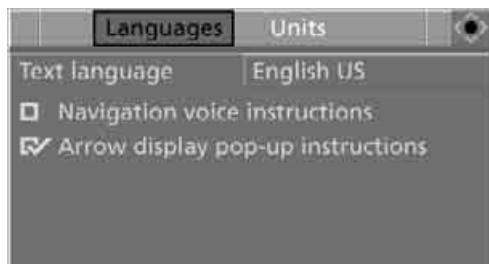 Languages Units
Text language English US
Navigation voice instructions
Arrow display pop-up instructions